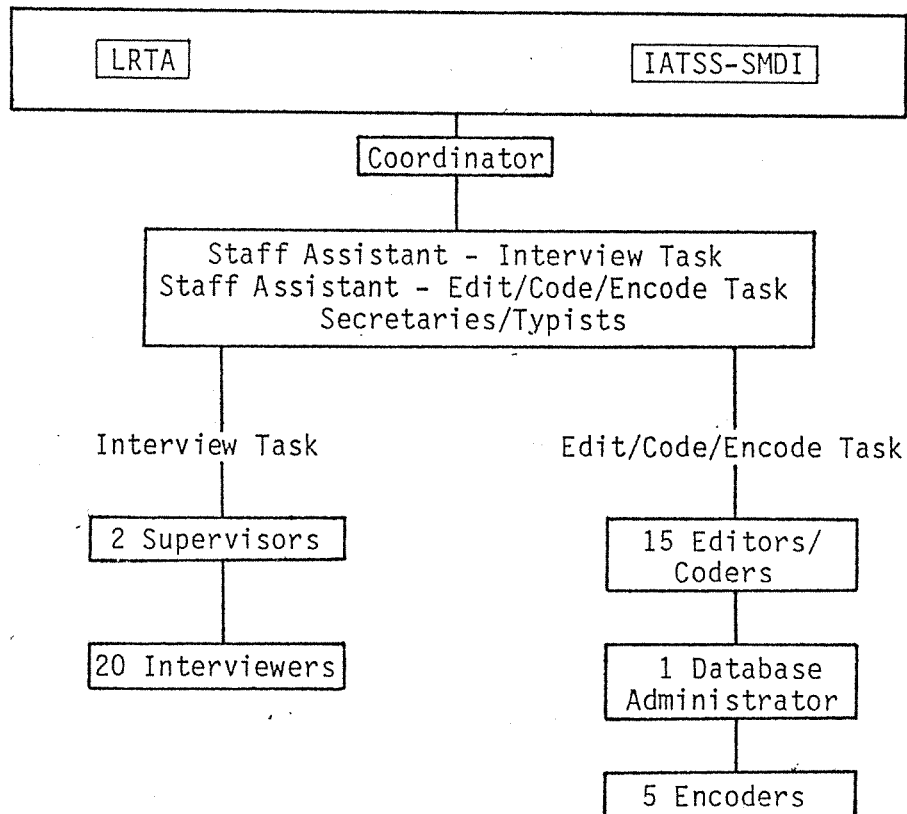 LRTA
IATSS-SMDI
Coordinator
Staff Assistant - Interview Task
Staff Assistant - Edit/Code/Encode Task
Secretaries/Typists
Interview Task
Edit/Code/Encode Task
2 Supervisors
15 Editors/
Coders
20 Interviewers
1 Database
Administrator
5 Encoders